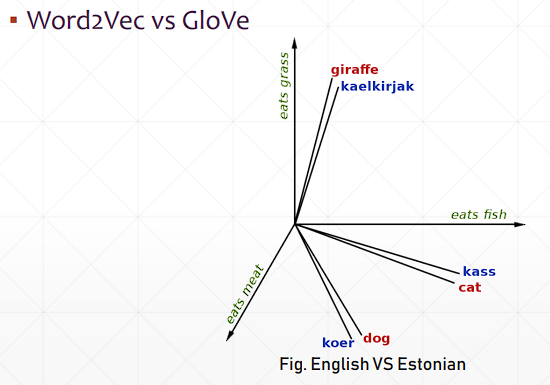 Word2Vec vs GloVe
eats grass
giraffe
kaelkirjak
eats fish
eats meat
kass
cat
koer
dog
Fig. English VS Estonian